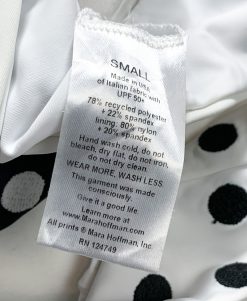 SMALL
Made in USA
of Italian fabric with
UPF 50+
78% recycled polyester
+ 22% spandex
lining: 80% nylon
+ 20% spandex
Hand wash cold, do not
bleach, dry flat, do not iron,
do not dry clean.
WEAR MORE. WASH LESS.
This garment was made
consciously.
Give it a good life.
Learn more at
www.MaraHoffman.com
All prints © Mara Hoffman, Inc.
RN 124749